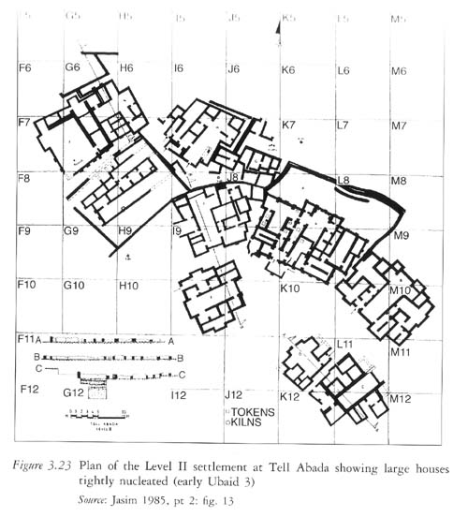 F5 G5 H5 I5 J5 K5 L5 M5
F6 G6 H6 I6 J6 K6 L6 M6
F7 K7 L7 M7
F8 J8 L8 M8
F9 G9 H9 I9 M9
F10 G10 H10 K10 M10
F11 A A L11 M11
B B
C C
F12 G12 I12 J12 K12 M12
TOKENS
KILNS
TELL ABADA
LEVEL II
Figure 3.23 Plan of the Level II settlement at Tell Abada showing large houses
tightly nucleated (early Ubaid 3)
Source: Jasim 1985, pt 2: fig. 13